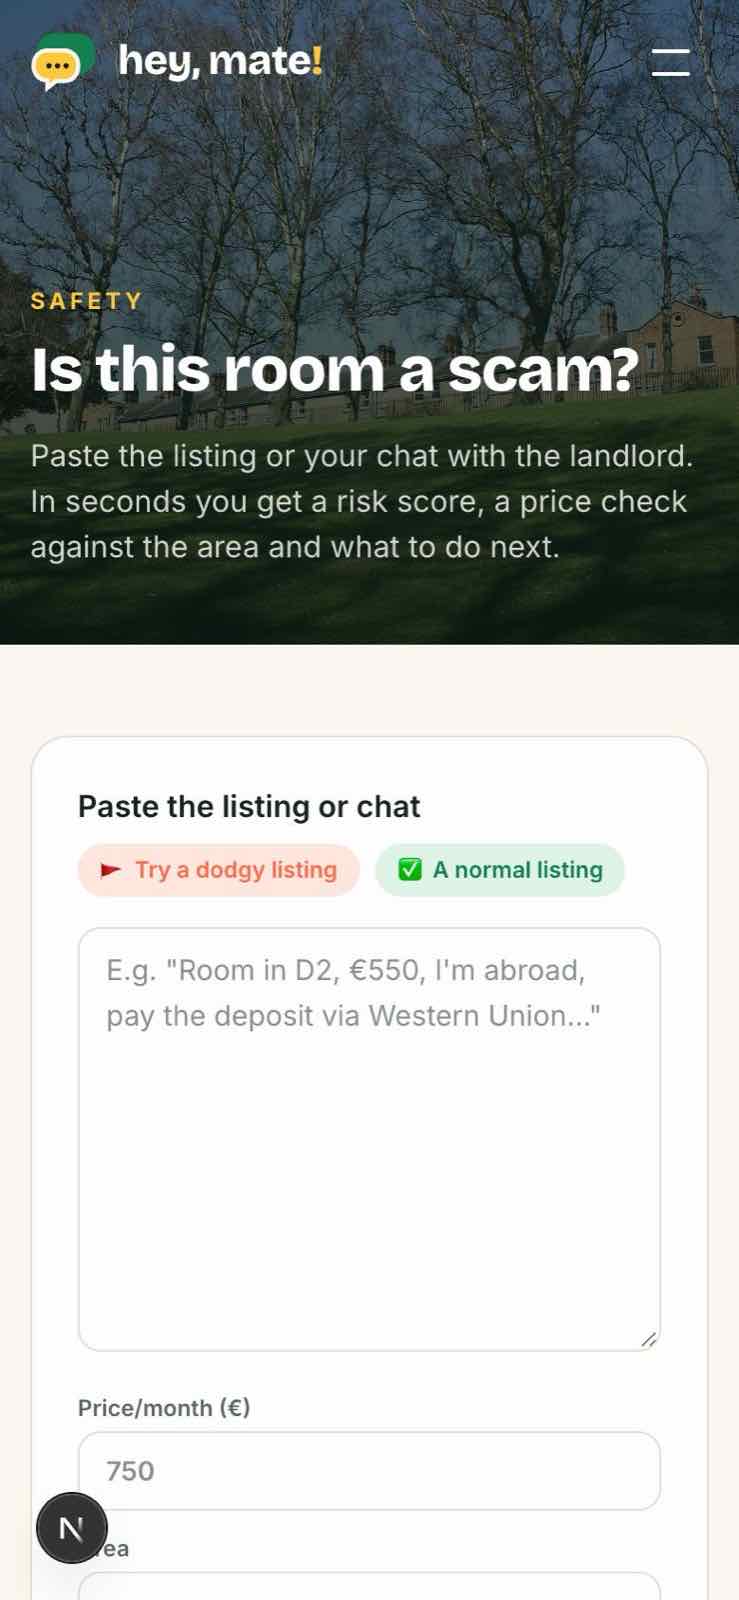 hey, mate!
SAFETY
Is this room a scam?
Paste the listing or your chat with the landlord.
In seconds you get a risk score, a price check
against the area and what to do next.
Paste the listing or chat
Try a dodgy listing
A normal listing
E.g. "Room in D2, €550, I'm abroad,
pay the deposit via Western Union..."
Price/month (€)
750
N